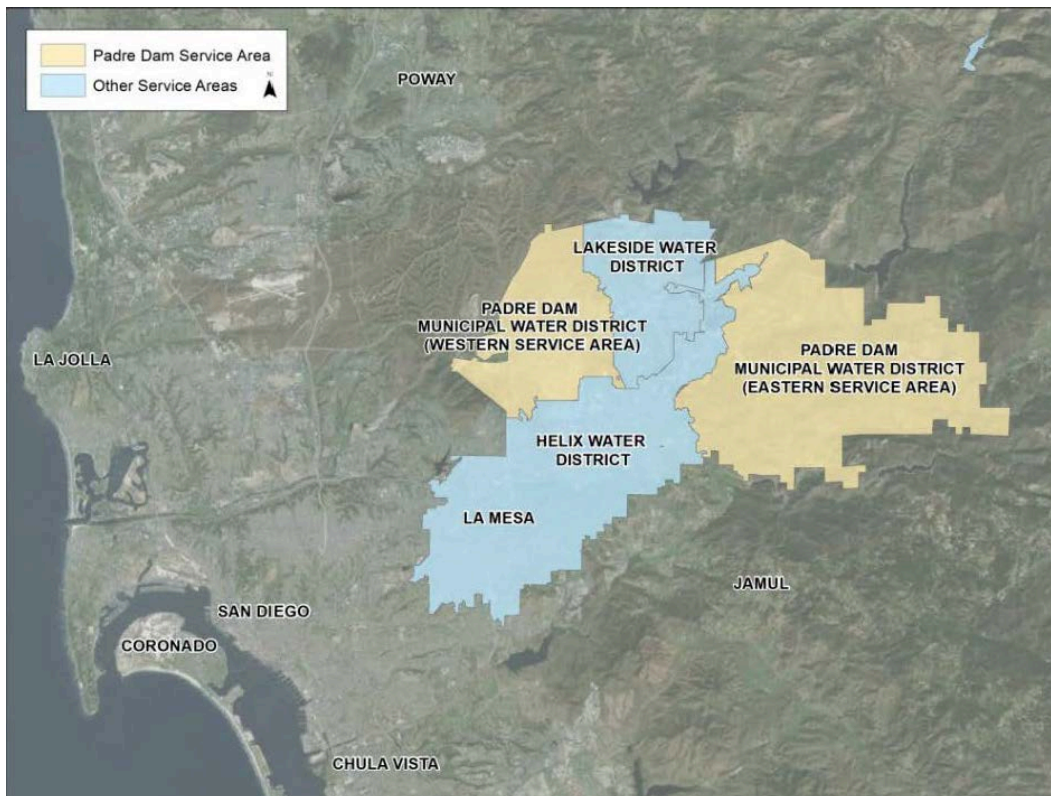 Padre Dam Service Area
Other Service Areas
N
POWAY
LAKESIDE WATER
DISTRICT
PADRE DAM
MUNICIPAL WATER DISTRICT
(WESTERN SERVICE AREA)
LA JOLLA
PADRE DAM
MUNICIPAL WATER DISTRICT
(EASTERN SERVICE AREA)
HELIX WATER
DISTRICT
LA MESA
JAMUL
SAN DIEGO
CORONADO
CHULA VISTA